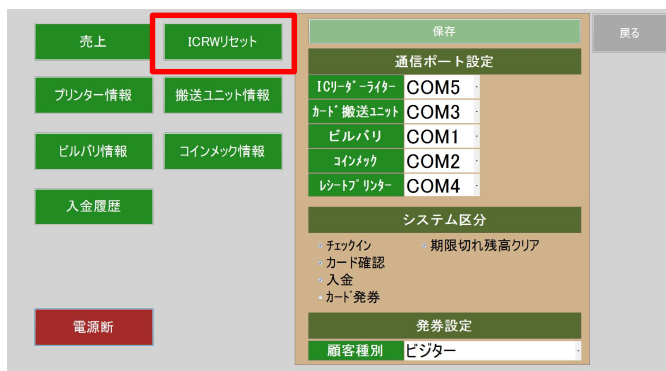 売上
ICRWリセット
プリンター情報
搬送ユニット情報
ビルバリ情報
コインメック情報
入金履歴
電源断
保存
通信ポート設定
ICリーダーライター COM5
カード搬送ユニット COM3
ビルバリ COM1
コインメック COM2
レシートプリンター COM4
システム区分
チェックイン 期限切れ残高クリア
カード確認
入金
カード発券
発券設定
顧客種別 ビジター
戻る